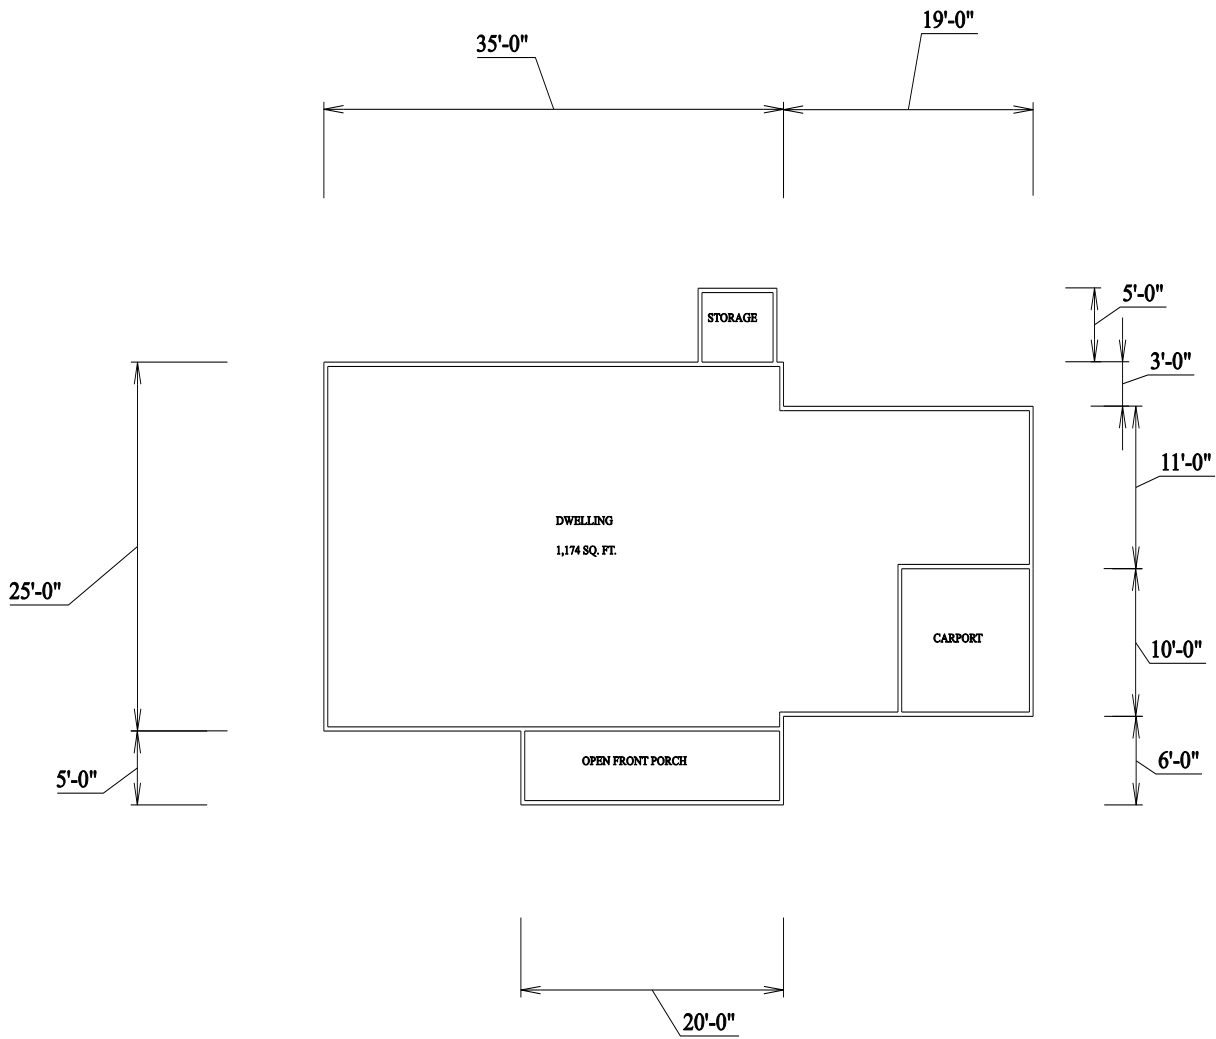 19'-0"
35'-0"
5'-0"
STORAGE
3'-0"
11'-0"
DWELLING
1,174 SQ. FT.
25'-0"
CARPORT
10'-0"
OPEN FRONT PORCH
6'-0"
5'-0"
20'-0"